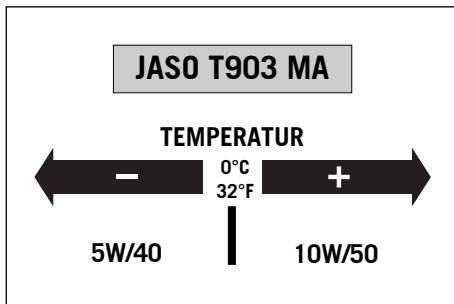 JASO T903 MA
TEMPERATUR
0°C
– +
32°F
5W/40 10W/50